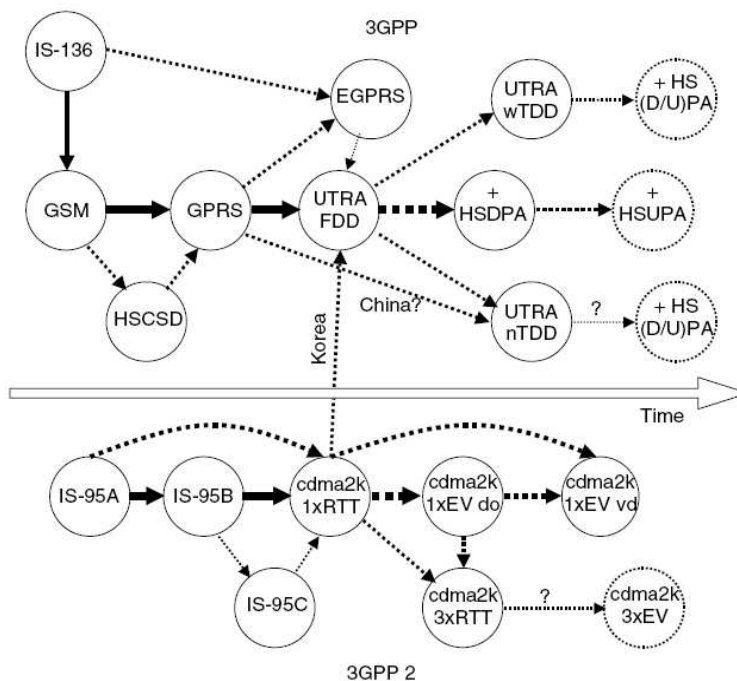 3GPP
IS-136
EGPRS
UTRA
wTDD
+ HS
(D/U)PA
GSM
GPRS
UTRA
FDD
+
HSDPA
+
HSUPA
HSCSD
Korea
China?
UTRA
nTDD
?
+ HS
(D/U)PA
Time
IS-95A
IS-95B
cdma2k
1xRTT
cdma2k
1xEV do
cdma2k
1xEV vd
IS-95C
cdma2k
3xRTT
?
cdma2k
3xEV
3GPP 2